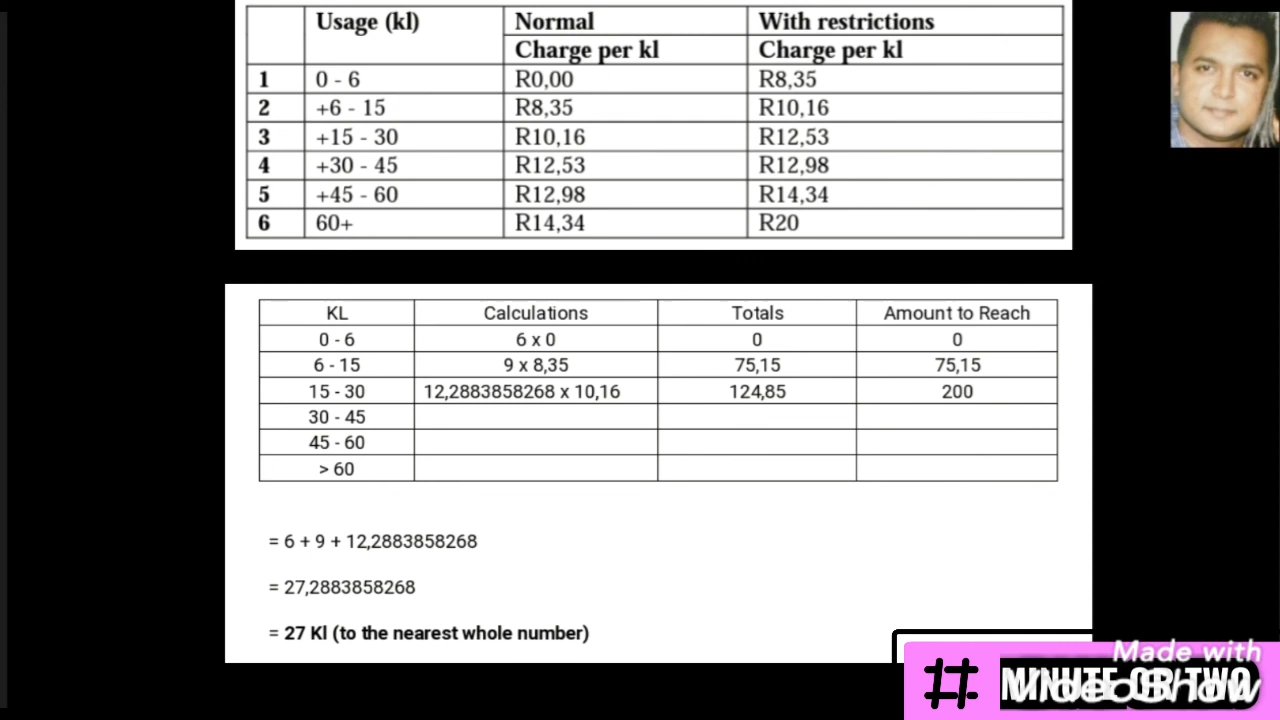 Usage (kl) Normal With restrictions
Charge per kl Charge per kl
1 0 - 6 R0,00 R8,35
2 +6 - 15 R8,35 R10,16
3 +15 - 30 R10,16 R12,53
4 +30 - 45 R12,53 R12,98
5 +45 - 60 R12,98 R14,34
6 60+ R14,34 R20
KL Calculations Totals Amount to Reach
0 - 6 6 x 0 0 0
6 - 15 9 x 8,35 75,15 75,15
15 - 30 12,2883858268 x 10,16 124,85 200
30 - 45
45 - 60
> 60
= 6 + 9 + 12,2883858268
= 27,2883858268
= 27 Kl (to the nearest whole number)
Made with
VideoShow
# MINUTE OR TWO